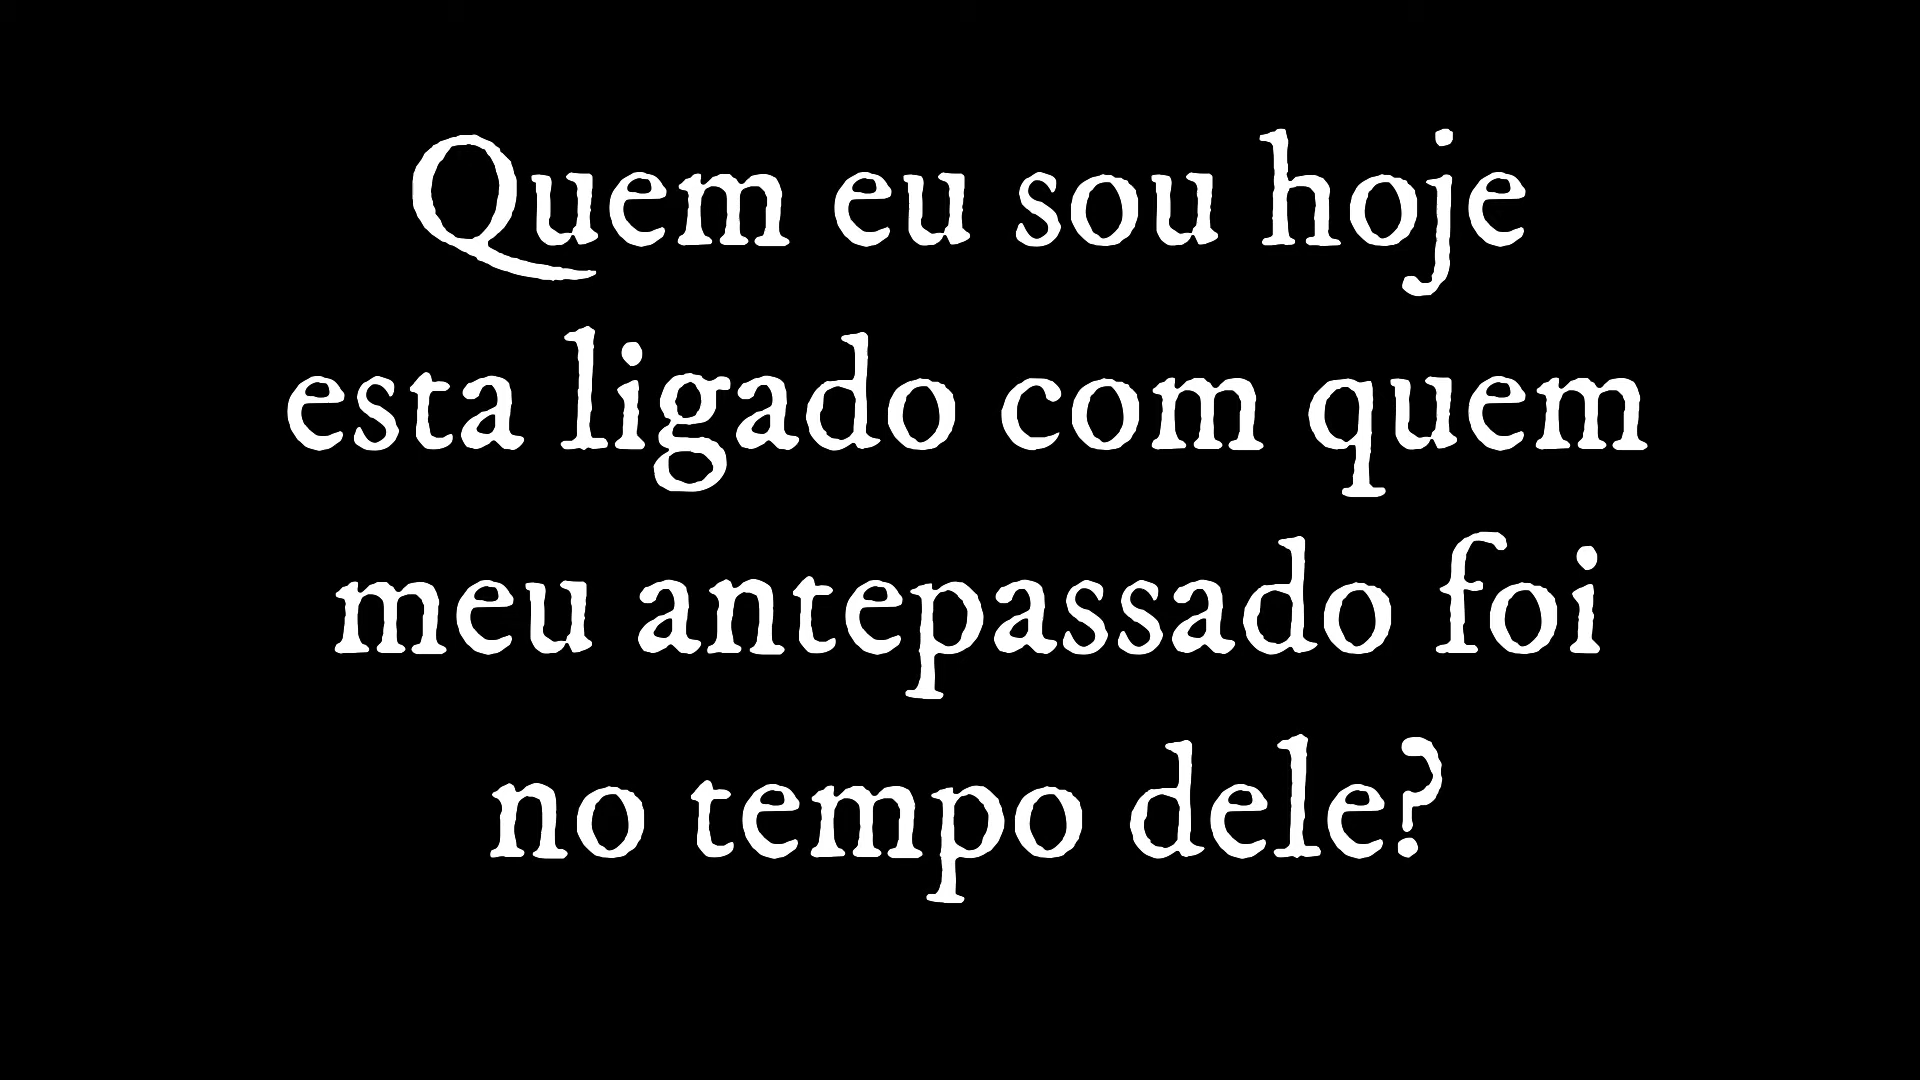 Quem eu sou hoje
esta ligado com quem
meu antepassado foi
no tempo dele?